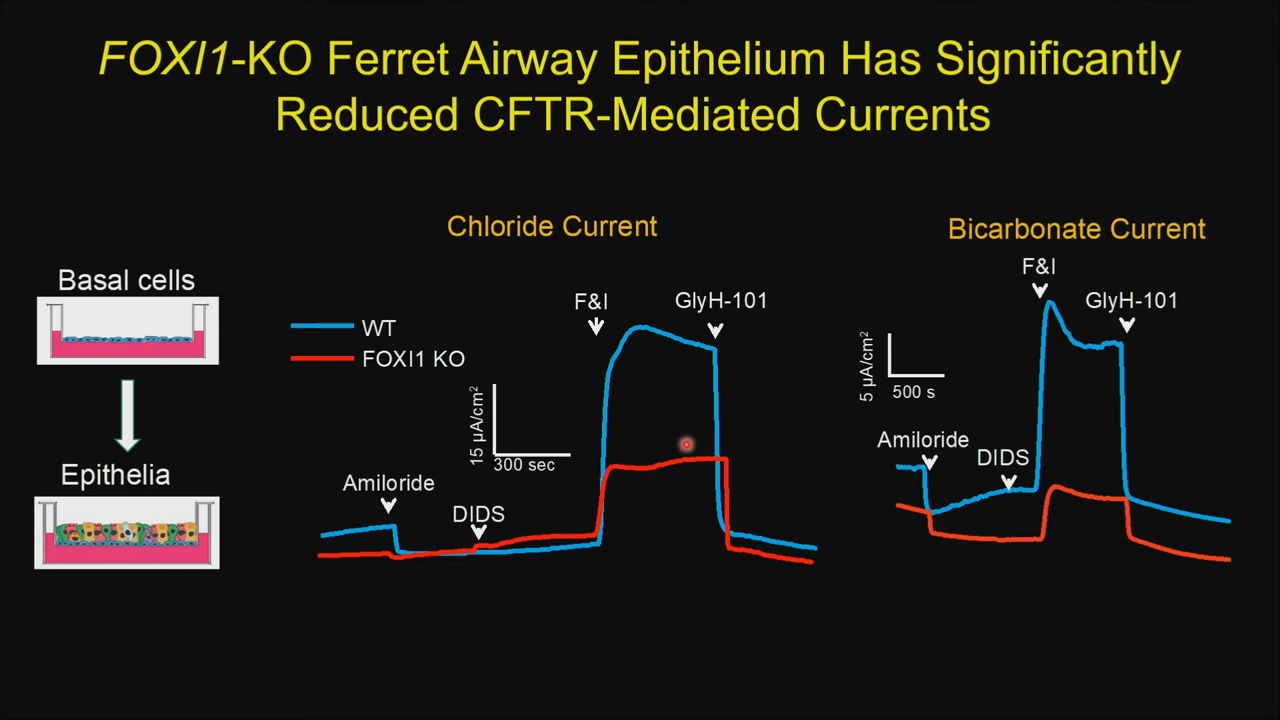 FOXI1-KO Ferret Airway Epithelium Has Significantly
Reduced CFTR-Mediated Currents
Basal cells
Epithelia
Chloride Current
WT
FOXI1 KO
15 µA/cm²
300 sec
Amiloride
DIDS
F&I
GlyH-101
Bicarbonate Current
5 µA/cm²
500 s
Amiloride
DIDS
F&I
GlyH-101